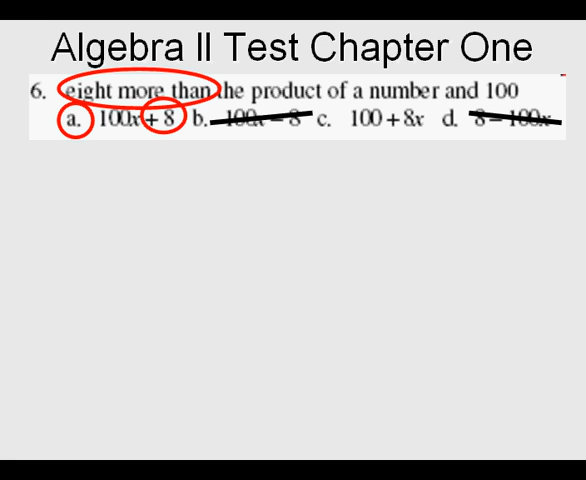 Algebra II Test Chapter One
6. eight more than the product of a number and 100
a. 100x + 8 b. 100x – 8 c. 100 + 8x d. 8 – 100x